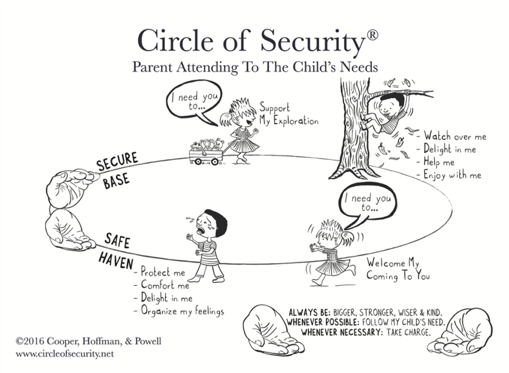 Circle of Security®
Parent Attending To The Child's Needs
I need you
to...
Support
My Exploration
- Watch over me
- Delight in me
- Help me
- Enjoy with me
SECURE
BASE
I need you
to...
SAFE
HAVEN
- Protect me
- Comfort me
- Delight in me
- Organize my feelings
Welcome My
Coming To You
ALWAYS BE: BIGGER, STRONGER, WISER & KIND.
WHENEVER POSSIBLE: FOLLOW MY CHILD'S NEED.
WHENEVER NECESSARY: TAKE CHARGE.
©2016 Cooper, Hoffman, & Powell
www.circleofsecurity.net